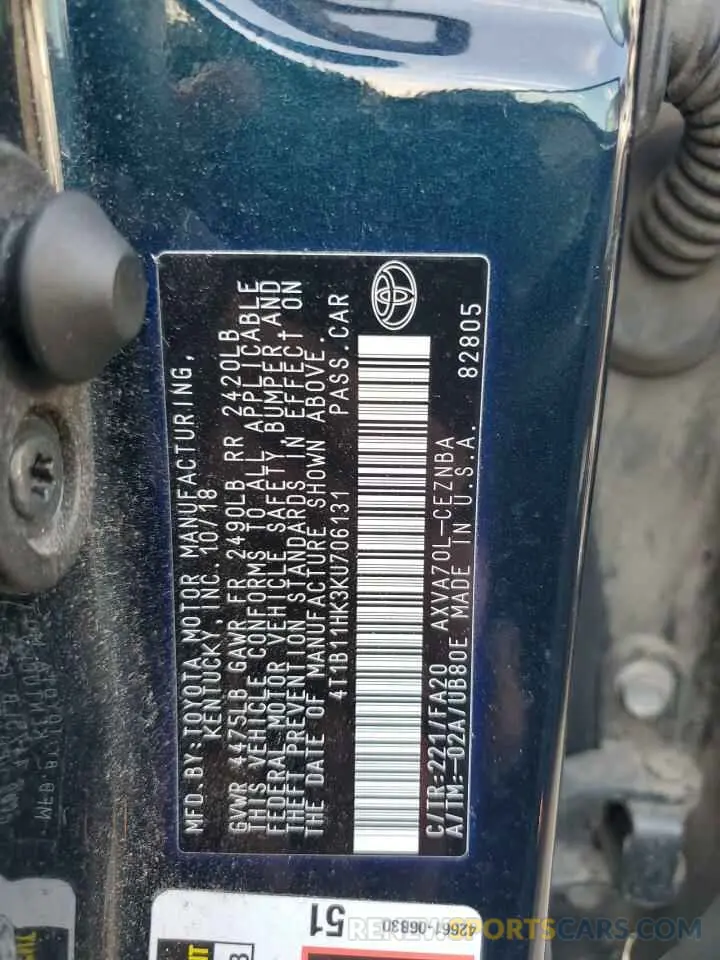 MFD. BY: TOYOTA MOTOR MANUFACTURING,
KENTUCKY, INC. 10/18
GVWR 4475LB GAWR FR 2490LB RR 2420LB
THIS VEHICLE CONFORMS TO ALL APPLICABLE
FEDERAL MOTOR VEHICLE SAFETY, BUMPER, AND
THEFT PREVENTION STANDARDS IN EFFECT ON
THE DATE OF MANUFACTURE SHOWN ABOVE.
4T1B11HK3KU706131 PASS. CAR
C/TR:221/FA20 AXVA70L-CEZNBA
A/TM:-02A/UB80E MADE IN U.S.A. 82805
51
42661-06B30
RENEWSPORTSCARS.COM